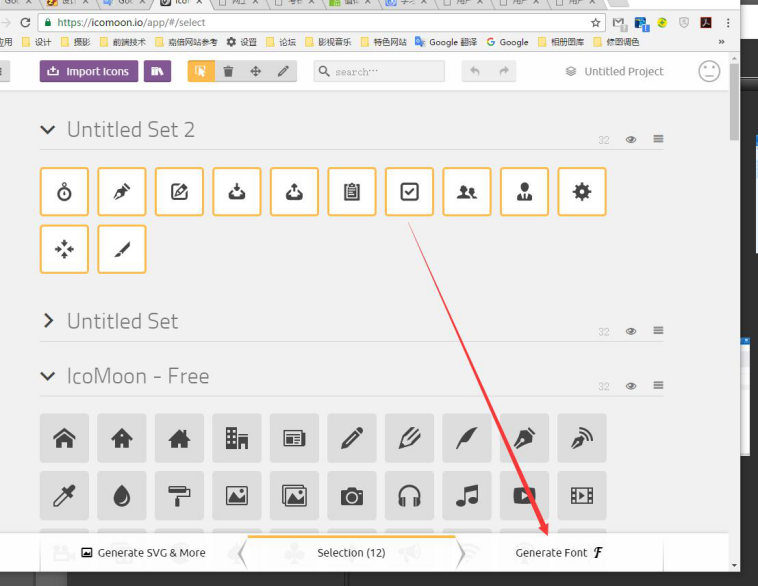 https://icomoon.io/app/#/select
应用 设计 摄影 前端技术 嘉倍网站参考 设置 论坛 影视音乐 特色网站 Google 翻译 Google 相册图库 修图调色 »
Import Icons search... Untitled Project
Untitled Set 2 32
Untitled Set 32
IcoMoon - Free 32
Generate SVG & More Selection (12) Generate Font